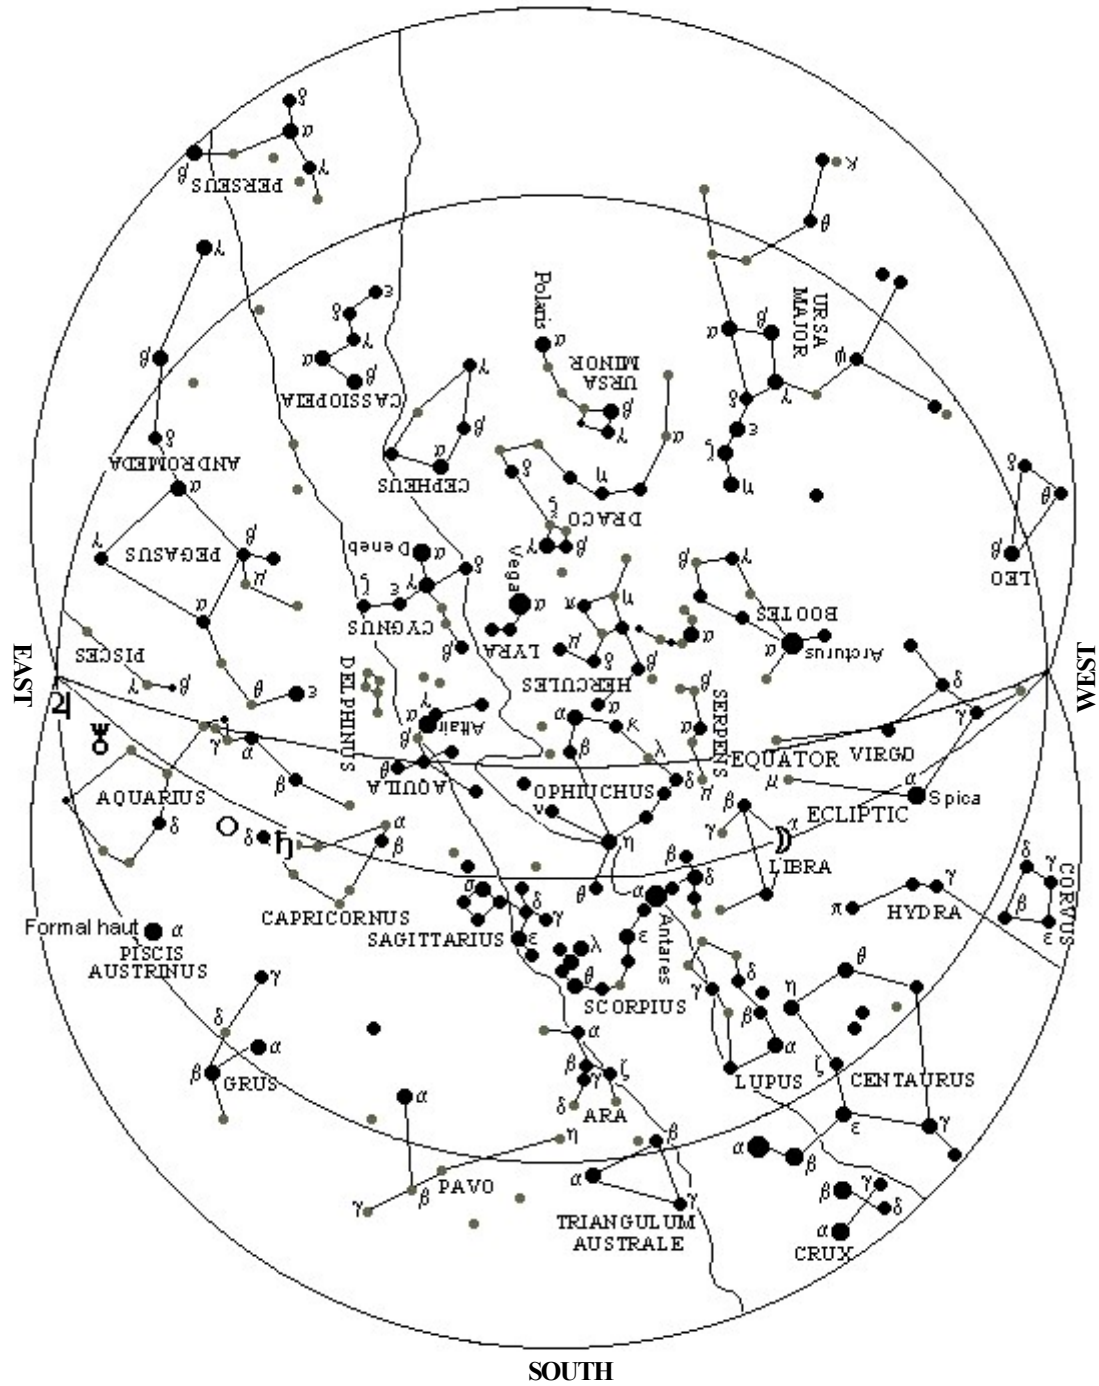 δ
α
γ
β
PERSEUS
κ
θ
γ
ε
δ
γ
α
β
CASSIOPEIA
Polaris
α
URSA
MINOR
β
γ
URSA
MAJOR
α
β
φ
δ
γ
ε
ζ
η
β
δ
ANDROMEDA
α
γ
β
α
CEPHEUS
δ
η
α
DRACO
ζ
β
γ
δ
θ
β
LEO
γ
PEGASUS
β
μ
α
θ
ε
Deneb
α
γ
δ
ε
ζ
CYGNUS
Vega
α
LYRA
π
η
μ
δ
β
HERCULES
α
β
γ
BOOTES
α
Arcturus
EAST
WEST
PISCES
γ
β
DELPHINUS
γ
α
Altair
β
θ
AQUILA
α
κ
β
λ
OPHIUCHUS
ν
δ
η
θ
β
SERPENS
α
μ
EQUATOR
VIRGO
δ
γ
μ
α
Spica
ECLIPTIC
γ
α
β
AQUARIUS
δ
δ
α
β
CAPRICORNUS
β
γ
α
LIBRA
σ
δ
γ
ε
SAGITTARIUS
β
δ
α
Antares
ε
λ
θ
SCORPIUS
π
γ
HYDRA
δ
γ
β
ε
CORVUS
Formal haut
α
PISCIS
AUSTRINUS
γ
δ
α
β
GRUS
δ
γ
β
α
LUPUS
θ
η
ζ
CENTAURUS
ε
γ
α
β
α
β
ζ
γ
δ
ARA
α
η
β
γ
PAVO
β
α
γ
TRIANGULUM
AUSTRALE
γ
β
δ
α
CRUX
SOUTH